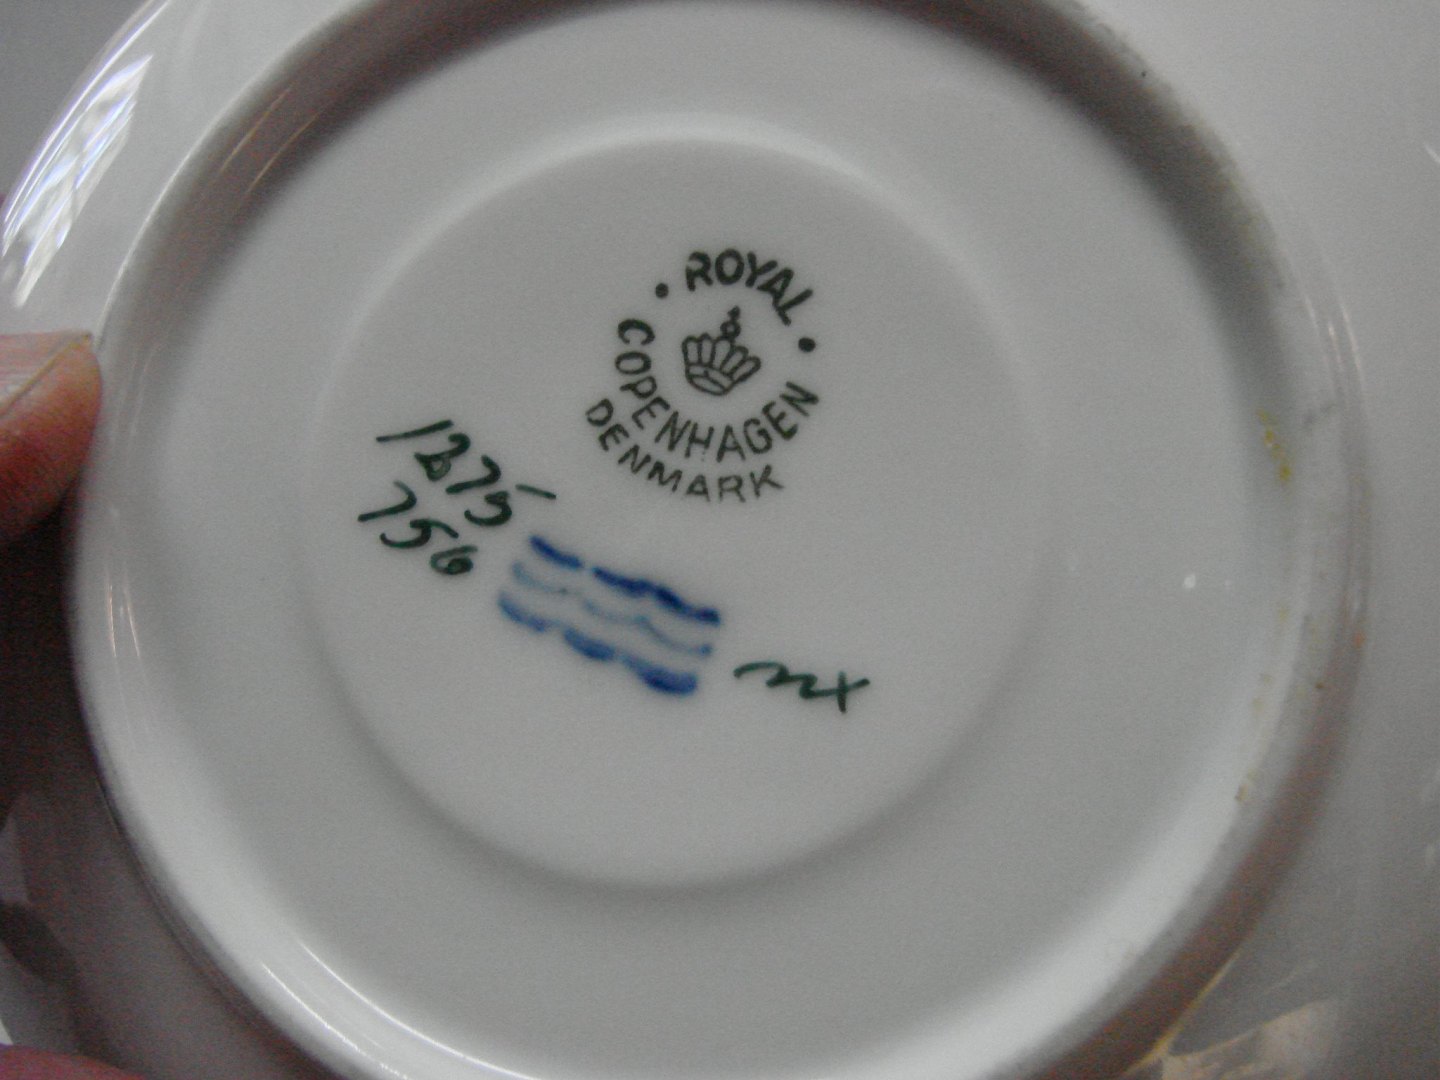 ROYAL
COPENHAGEN
DENMARK
1275
756